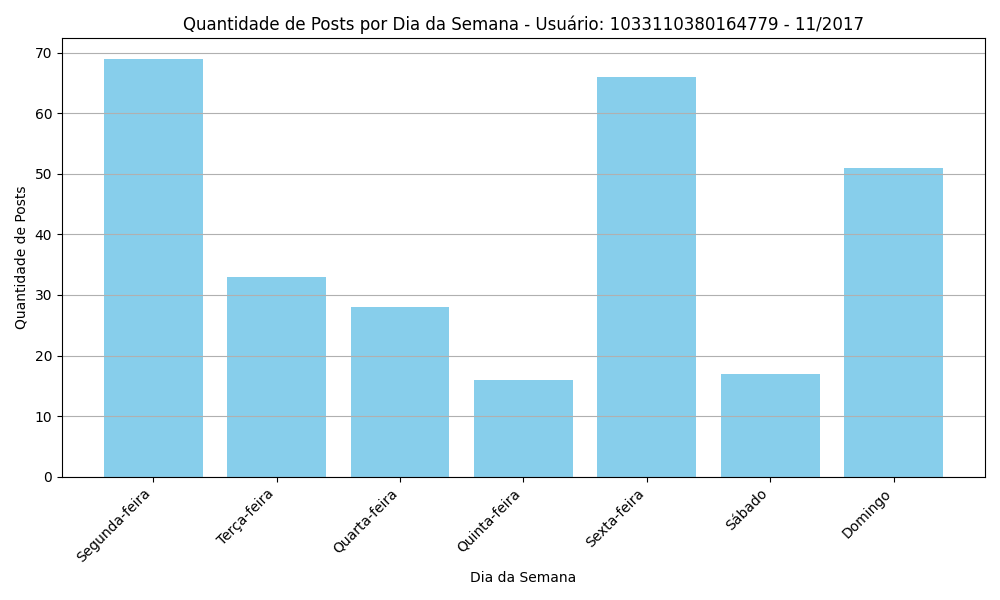 Quantidade de Posts por Dia da Semana - Usuário: 1033110380164779 - 11/2017
Quantidade de Posts
70
60
50
40
30
20
10
0
Segunda-feira
Terça-feira
Quarta-feira
Quinta-feira
Sexta-feira
Sábado
Domingo
Dia da Semana